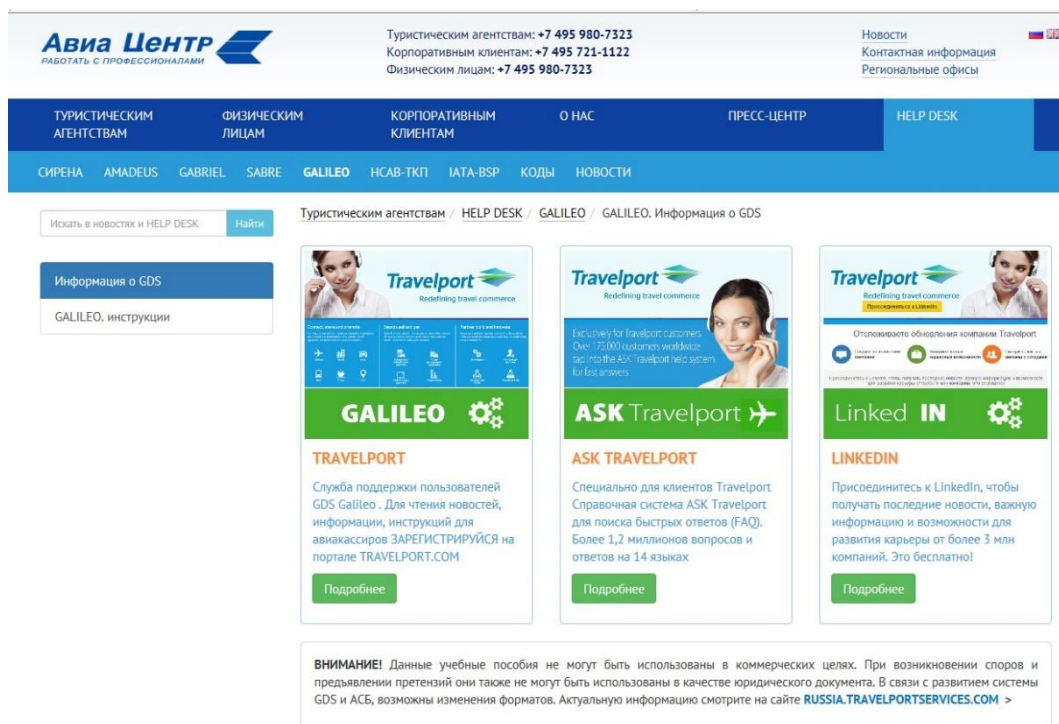 Авиа Центр
РАБОТАТЬ С ПРОФЕССИОНАЛАМИ
Туристическим агентствам: +7 495 980-7323
Корпоративным клиентам: +7 495 721-1122
Физическим лицам: +7 495 980-7323
Новости
Контактная информация
Региональные офисы
ТУРИСТИЧЕСКИМ
АГЕНТСТВАМ
ФИЗИЧЕСКИМ
ЛИЦАМ
КОРПОРАТИВНЫМ
КЛИЕНТАМ
О НАС
ПРЕСС-ЦЕНТР
HELP DESK
СИРЕНА AMADEUS GABRIEL SABRE GALILEO НСАВ-ТКП IATA-BSP КОДЫ НОВОСТИ
Искать в новостях и HELP DESK
Найти
Туристическим агентствам / HELP DESK / GALILEO / GALILEO. Информация о GDS
Информация о GDS
GALILEO. инструкции
Travelport
Redefining travel commerce
GALILEO
TRAVELPORT
Служба поддержки пользователей
GDS Galileo . Для чтения новостей,
информации, инструкций для
авиакассиров ЗАРЕГИСТРИРУЙСЯ на
портале TRAVELPORT.COM
Подробнее
Travelport
Redefining travel commerce
Exclusively for Travelport customers
Over 175,000 customers worldwide
tap into the ASK Travelport help system
for fast answers
ASK Travelport
ASK TRAVELPORT
Специально для клиентов Travelport
Справочная система ASK Travelport
для поиска быстрых ответов (FAQ).
Более 1,2 миллионов вопросов и
ответов на 14 языках
Подробнее
Travelport
Redefining travel commerce
Присоединиться к LinkedIn
Отслеживайте обновления компании Travelport
Linked IN
LINKEDIN
Присоединитесь к LinkedIn, чтобы
получать последние новости, важную
информацию и возможности для
развития карьеры от более 3 млн
компаний. Это бесплатно!
Подробнее
ВНИМАНИЕ! Данные учебные пособия не могут быть использованы в коммерческих целях. При возникновении споров и
предъявлении претензий они также не могут быть использованы в качестве юридического документа. В связи с развитием системы
GDS и АСБ, возможны изменения форматов. Актуальную информацию смотрите на сайте RUSSIA.TRAVELPORTSERVICES.COM >